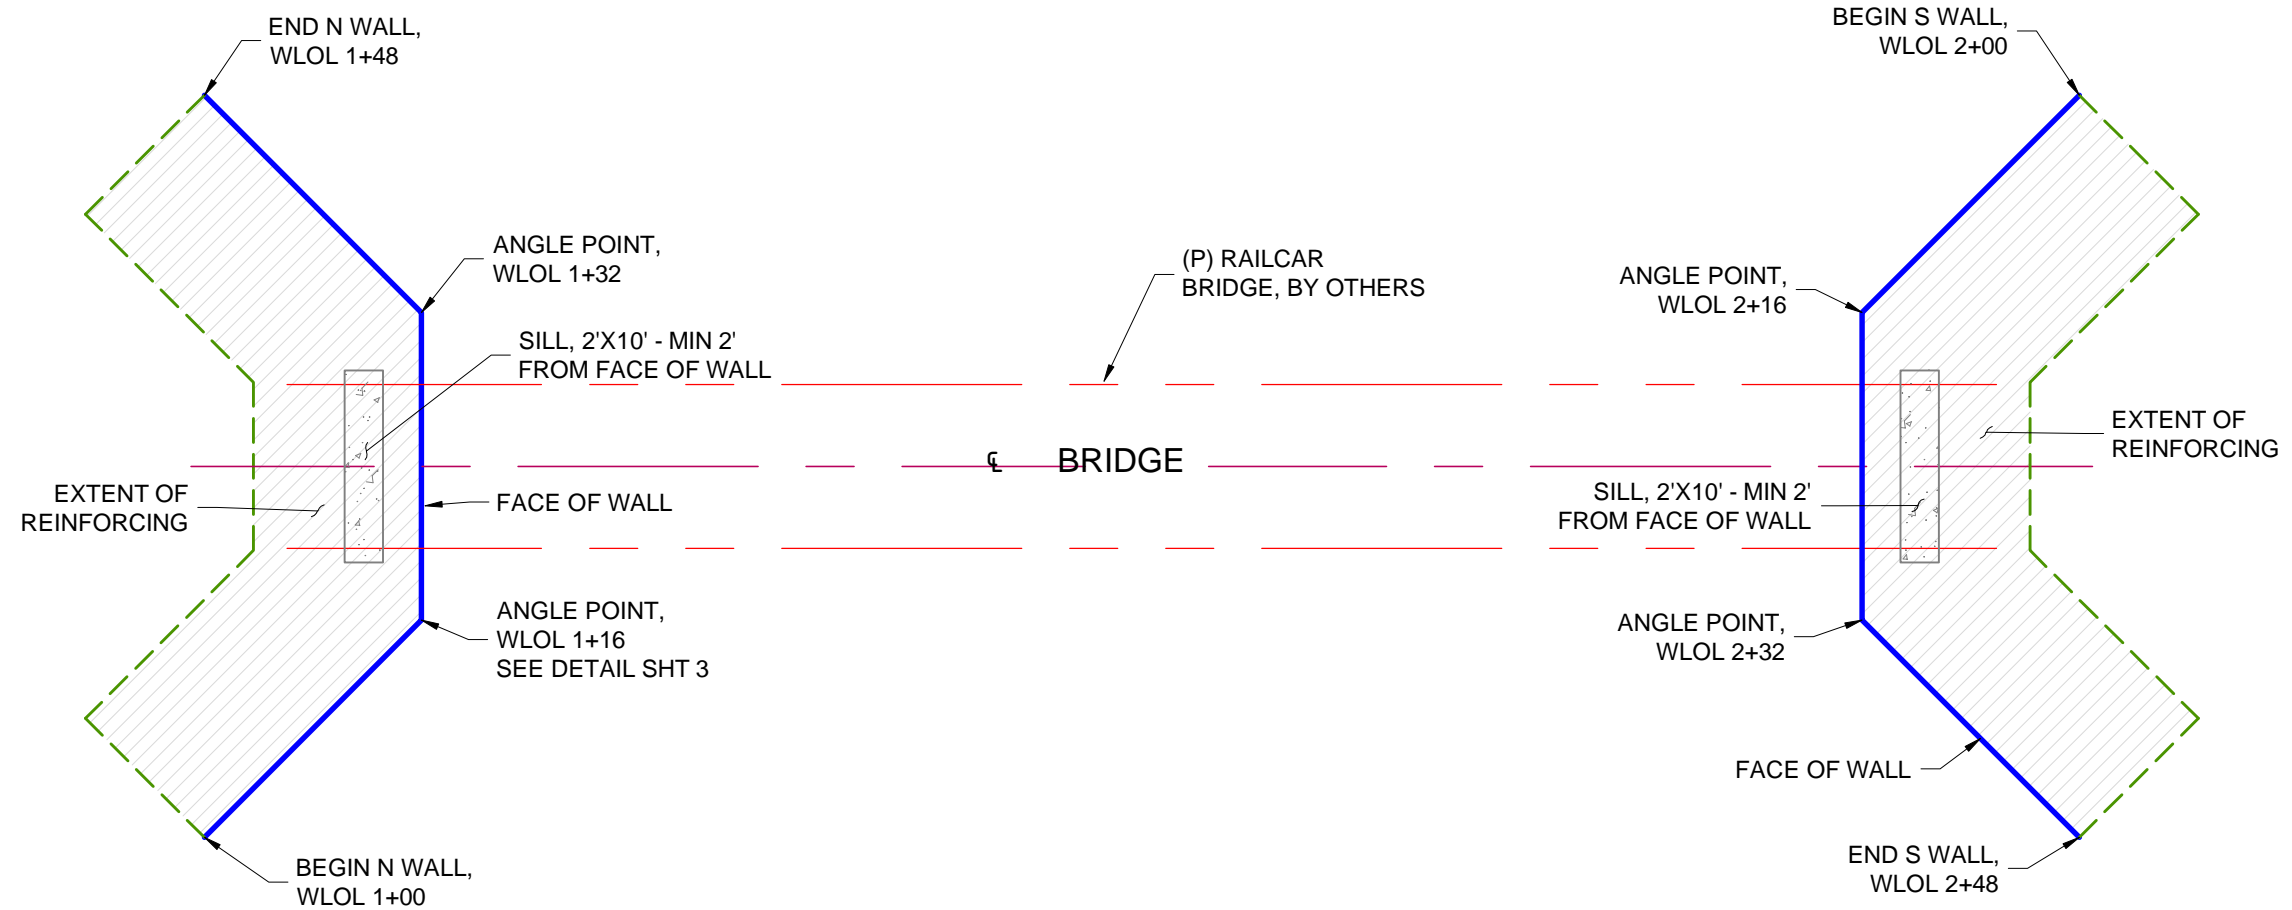 END N WALL,
WLOL 1+48
BEGIN S WALL,
WLOL 2+00
ANGLE POINT,
WLOL 1+32
(P) RAILCAR
BRIDGE, BY OTHERS
ANGLE POINT,
WLOL 2+16
SILL, 2'X10' - MIN 2'
FROM FACE OF WALL
℄ BRIDGE
EXTENT OF
REINFORCING
EXTENT OF
REINFORCING
FACE OF WALL
SILL, 2'X10' - MIN 2'
FROM FACE OF WALL
ANGLE POINT,
WLOL 1+16
SEE DETAIL SHT 3
ANGLE POINT,
WLOL 2+32
FACE OF WALL
BEGIN N WALL,
WLOL 1+00
END S WALL,
WLOL 2+48